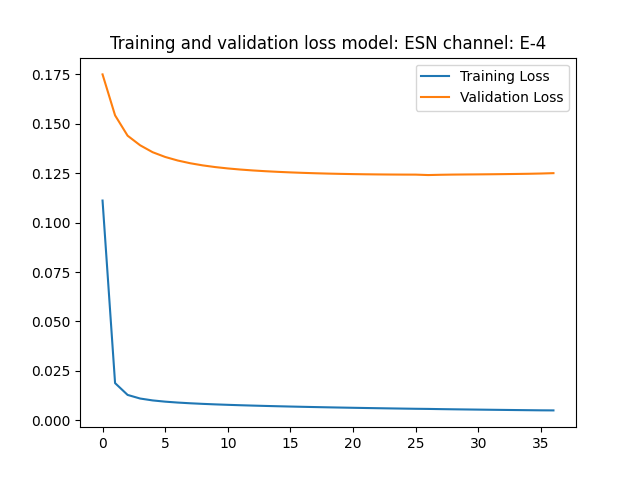 Training and validation loss model: ESN channel: E-4
Training Loss
Validation Loss
0.175
0.150
0.125
0.100
0.075
0.050
0.025
0.000
0 5 10 15 20 25 30 35